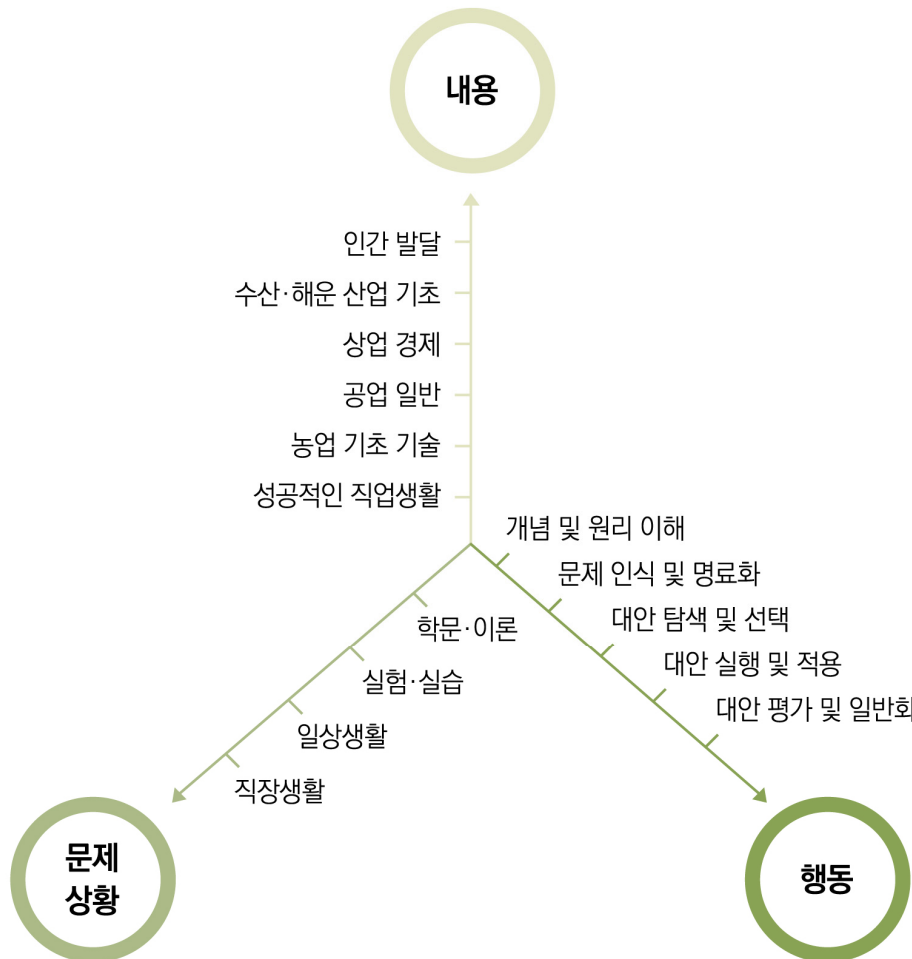 내용
인간 발달
수산·해운 산업 기초
상업 경제
공업 일반
농업 기초 기술
성공적인 직업생활
개념 및 원리 이해
문제 인식 및 명료화
대안 탐색 및 선택
대안 실행 및 적용
대안 평가 및 일반화
학문·이론
실험·실습
일상생활
직장생활
문제
상황
행동